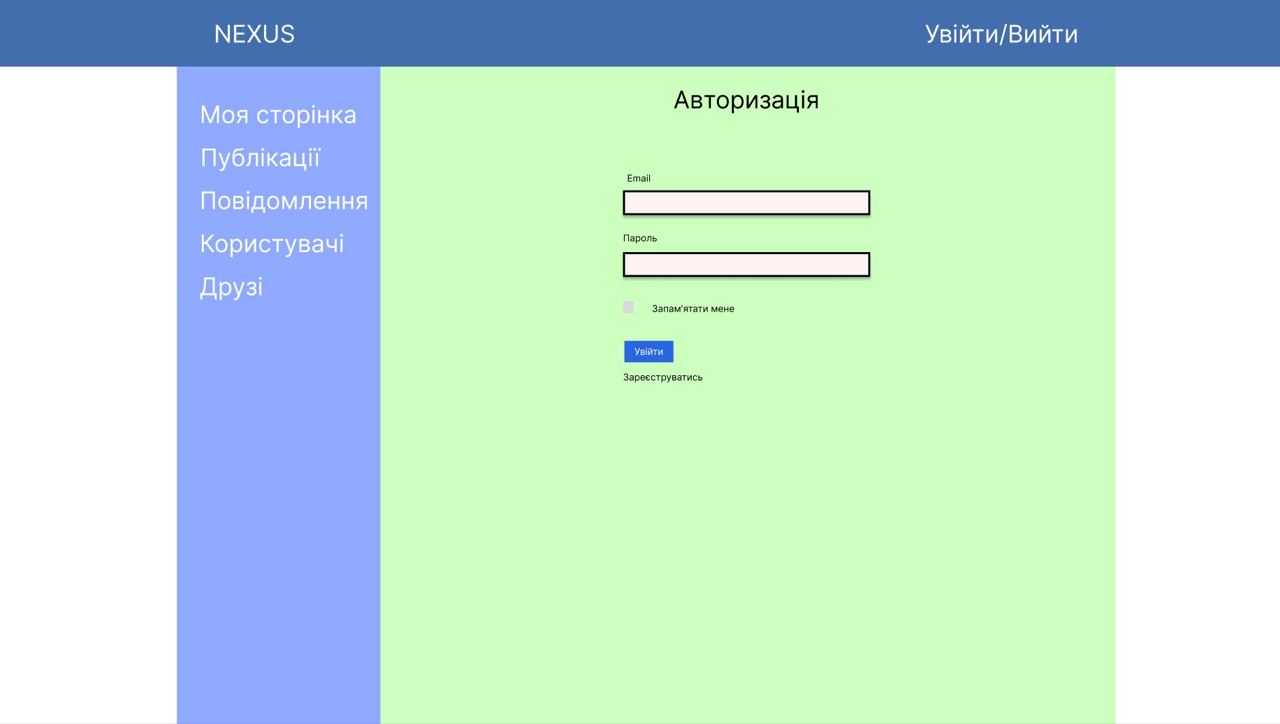 NEXUS
Увійти/Вийти
Моя сторінка
Публікації
Повідомлення
Користувачі
Друзі
Авторизація
Email
Пароль
Запам'ятати мене
Увійти
Зареєструватись